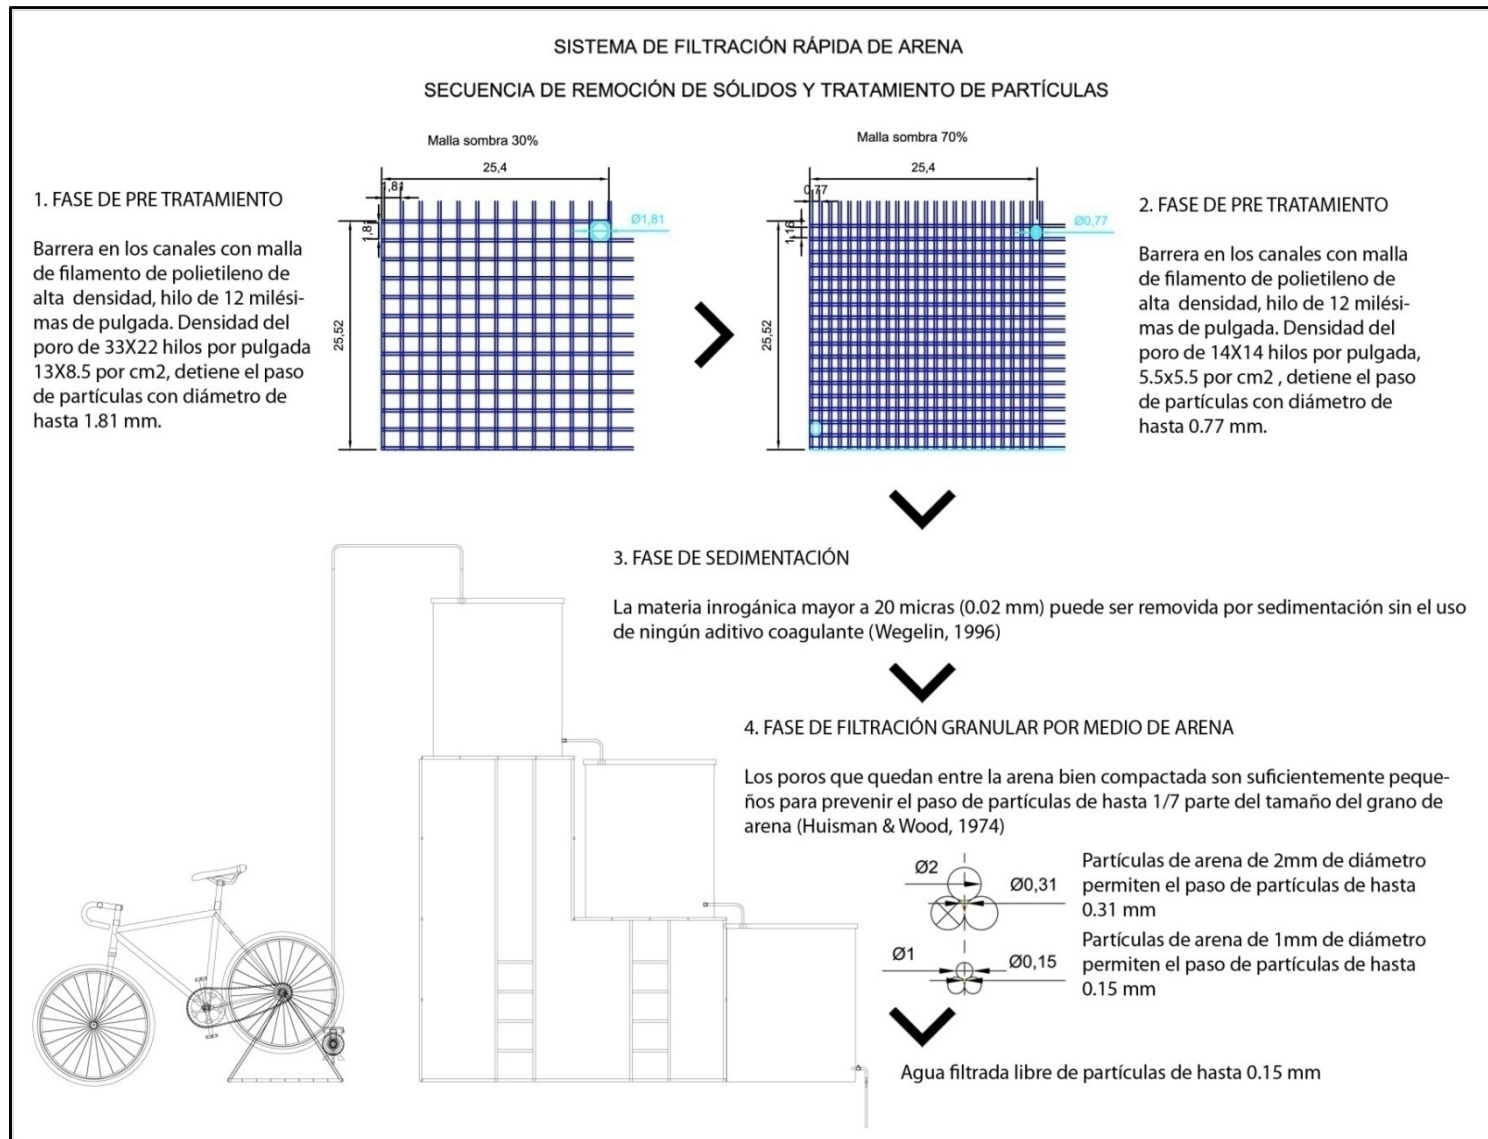 SISTEMA DE FILTRACIÓN RÁPIDA DE ARENA
SECUENCIA DE REMOCIÓN DE SÓLIDOS Y TRATAMIENTO DE PARTÍCULAS
Malla sombra 30%
25,4
1,81
1,81
25,52
Ø1,81
Malla sombra 70%
25,4
0,77
1,16
25,52
Ø0,77
1. FASE DE PRE TRATAMIENTO
Barrera en los canales con malla
de filamento de polietileno de
alta densidad, hilo de 12 milési-
mas de pulgada. Densidad del
poro de 33X22 hilos por pulgada
13X8.5 por cm2, detiene el paso
de partículas con diámetro de
hasta 1.81 mm.
2. FASE DE PRE TRATAMIENTO
Barrera en los canales con malla
de filamento de polietileno de
alta densidad, hilo de 12 milési-
mas de pulgada. Densidad del
poro de 14X14 hilos por pulgada,
5.5x5.5 por cm2 , detiene el paso
de partículas con diámetro de
hasta 0.77 mm.
3. FASE DE SEDIMENTACIÓN
La materia inrogánica mayor a 20 micras (0.02 mm) puede ser removida por sedimentación sin el uso
de ningún aditivo coagulante (Wegelin, 1996)
4. FASE DE FILTRACIÓN GRANULAR POR MEDIO DE ARENA
Los poros que quedan entre la arena bien compactada son suficientemente peque-
ños para prevenir el paso de partículas de hasta 1/7 parte del tamaño del grano de
arena (Huisman & Wood, 1974)
Ø2
Ø0,31
Partículas de arena de 2mm de diámetro
permiten el paso de partículas de hasta
0.31 mm
Ø1
Ø0,15
Partículas de arena de 1mm de diámetro
permiten el paso de partículas de hasta
0.15 mm
Agua filtrada libre de partículas de hasta 0.15 mm